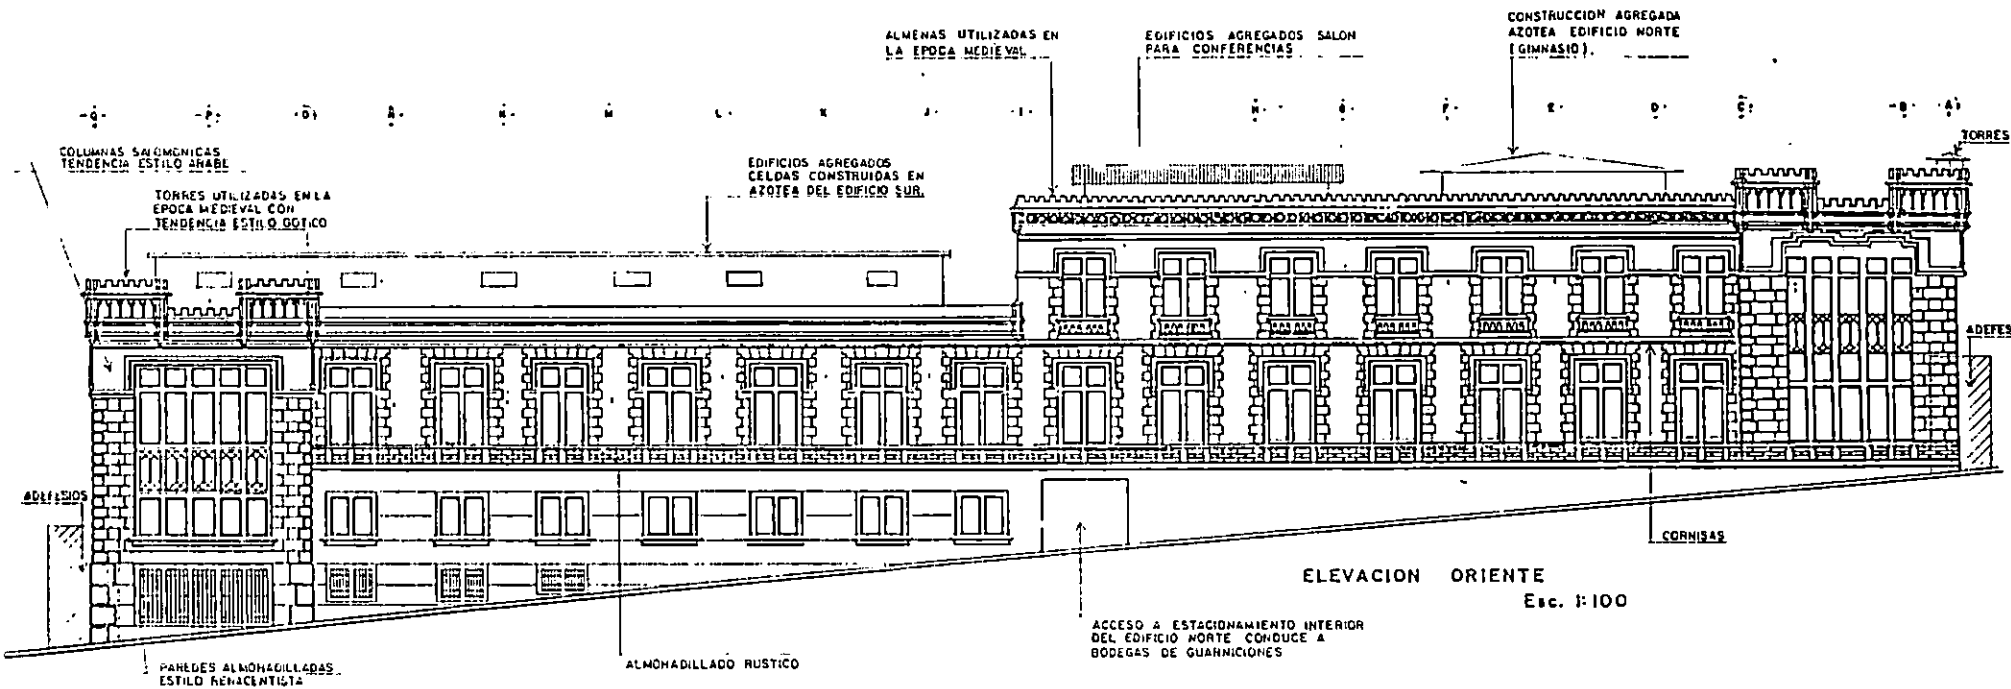 CONSTRUCCION AGREGADA
AZOTEA EDIFICIO NORTE
(GIMNASIO).
ALMENAS UTILIZADAS EN
LA EPOCA MEDIEVAL
EDIFICIOS AGREGADOS SALON
PARA CONFERENCIAS
-Q- -P- -O- Ñ- N- M L- K J- -I- H- G- F- E- D- C- -B- -A-
COLUMNAS SALOMONICAS
TENDENCIA ESTILO ARABE
TORRES
EDIFICIOS AGREGADOS
CELDAS CONSTRUIDAS EN
AZOTEA DEL EDIFICIO SUR.
TORRES UTILIZADAS EN LA
EPOCA MEDIEVAL CON
TENDENCIA ESTILO GOTICO
ADEFES
ADEFESIOS
CORNISAS
ELEVACION ORIENTE
Esc. 1:100
ACCESO A ESTACIONAMIENTO INTERIOR
DEL EDIFICIO NORTE CONDUCE A
BODEGAS DE GUARNICIONES
ALMOHADILLADO RUSTICO
PAREDES ALMOHADILLADAS
ESTILO RENACENTISTA